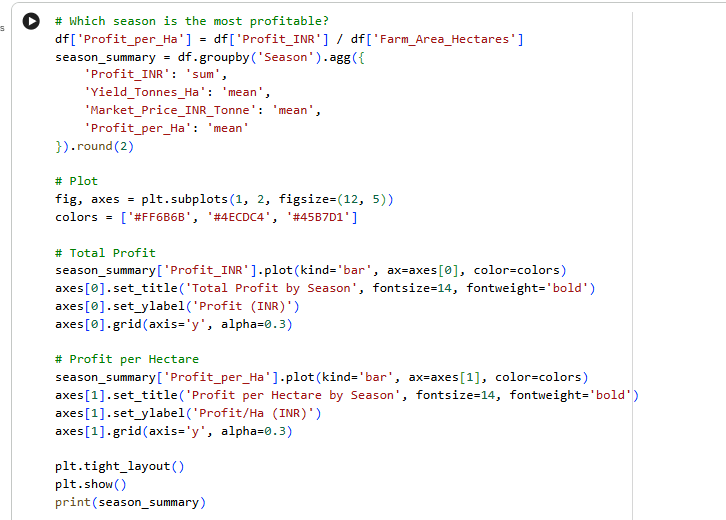 # Which season is the most profitable?
df['Profit_per_Ha'] = df['Profit_INR'] / df['Farm_Area_Hectares']
season_summary = df.groupby('Season').agg({
    'Profit_INR': 'sum',
    'Yield_Tonnes_Ha': 'mean',
    'Market_Price_INR_Tonne': 'mean',
    'Profit_per_Ha': 'mean'
}).round(2)

# Plot
fig, axes = plt.subplots(1, 2, figsize=(12, 5))
colors = ['#FF6B6B', '#4ECDC4', '#45B7D1']

# Total Profit
season_summary['Profit_INR'].plot(kind='bar', ax=axes[0], color=colors)
axes[0].set_title('Total Profit by Season', fontsize=14, fontweight='bold')
axes[0].set_ylabel('Profit (INR)')
axes[0].grid(axis='y', alpha=0.3)

# Profit per Hectare
season_summary['Profit_per_Ha'].plot(kind='bar', ax=axes[1], color=colors)
axes[1].set_title('Profit per Hectare by Season', fontsize=14, fontweight='bold')
axes[1].set_ylabel('Profit/Ha (INR)')
axes[1].grid(axis='y', alpha=0.3)

plt.tight_layout()
plt.show()
print(season_summary)